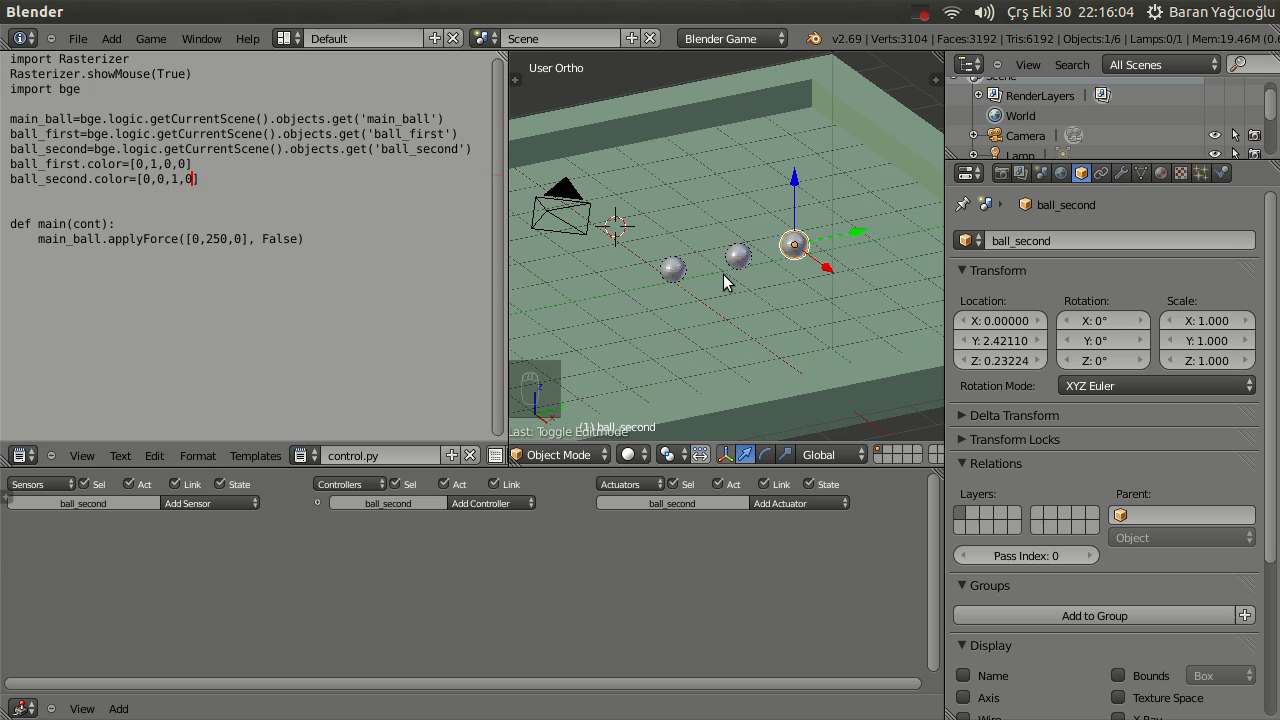 Blender
Çrş Eki 30 22:16:04
Baran Yağcıoğlu
File Add Game Window Help
Default
Scene
Blender Game
v2.69 | Verts:3104 | Faces:3192 | Tris:6192 | Objects:1/6 | Lamps:0/1 | Mem:19.46M
import Rasterizer
Rasterizer.showMouse(True)
import bge
main_ball=bge.logic.getCurrentScene().objects.get('main_ball')
ball_first=bge.logic.getCurrentScene().objects.get('ball_first')
ball_second=bge.logic.getCurrentScene().objects.get('ball_second')
ball_first.color=[0,1,0,0]
ball_second.color=[0,0,1,0]
def main(cont):
main_ball.applyForce([0,250,0], False)
View Text Edit Format Templates
control.py
User Ortho
z
x
Last: Toggle Editmode
(1) ball_second
Object Mode
Global
View Search All Scenes
Scene
RenderLayers |
World
Camera |
Lamp
ball_second
ball_second
Transform
Location: Rotation: Scale:
X: 0.00000 X: 0° X: 1.000
Y: 2.42110 Y: 0° Y: 1.000
Z: 0.23224 Z: 0° Z: 1.000
Rotation Mode: XYZ Euler
Delta Transform
Transform Locks
Relations
Layers: Parent:
Object
Pass Index: 0
Groups
Add to Group
Display
Name Bounds Box
Axis Texture Space
Wire X-Ray
Sensors Sel Act Link State
ball_second Add Sensor
Controllers Sel Act Link
ball_second Add Controller
Actuators Sel Act Link State
ball_second Add Actuator
View Add